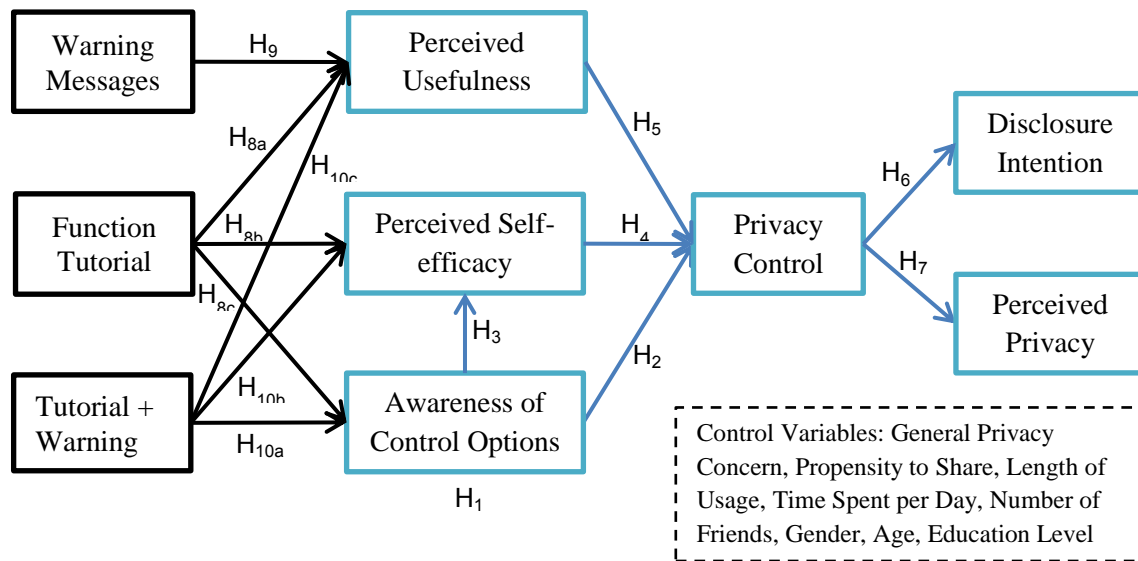 Warning
Messages
H9
Perceived
Usefulness
H8a
H10c
H5
Disclosure
Intention
Function
Tutorial
H8b
Perceived Self-
efficacy
H4
Privacy
Control
H6
H7
H8c
H3
H2
Perceived
Privacy
Tutorial +
Warning
H10b
H10a
Awareness of
Control Options
H1
Control Variables: General Privacy
Concern, Propensity to Share, Length of
Usage, Time Spent per Day, Number of
Friends, Gender, Age, Education Level